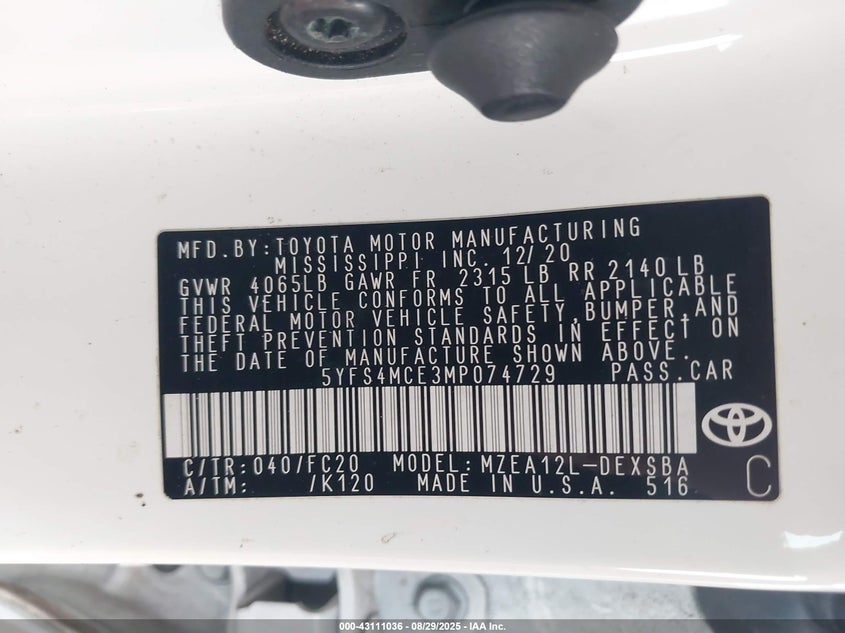 MFD. BY: TOYOTA MOTOR MANUFACTURING
MISSISSIPPI INC. 12/20
GVWR 4065LB GAWR FR 2315 LB RR 2140 LB
THIS VEHICLE CONFORMS TO ALL APPLICABLE
FEDERAL MOTOR VEHICLE SAFETY, BUMPER, AND
THEFT PREVENTION STANDARDS IN EFFECT ON
THE DATE OF MANUFACTURE SHOWN ABOVE.
5YFS4MCE3MP074729 PASS. CAR
C/TR: 040/FC20 MODEL: MZEA12L-DEXSBA
A/TM: /K120 MADE IN U.S.A. 516 C
000-43111036 | 08/29/2025 | IAA Inc.